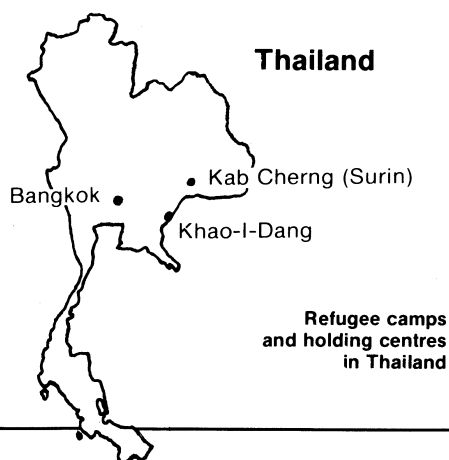 Thailand
Kab Cherng (Surin)
Bangkok
Khao-I-Dang
Refugee camps
and holding centres
in Thailand